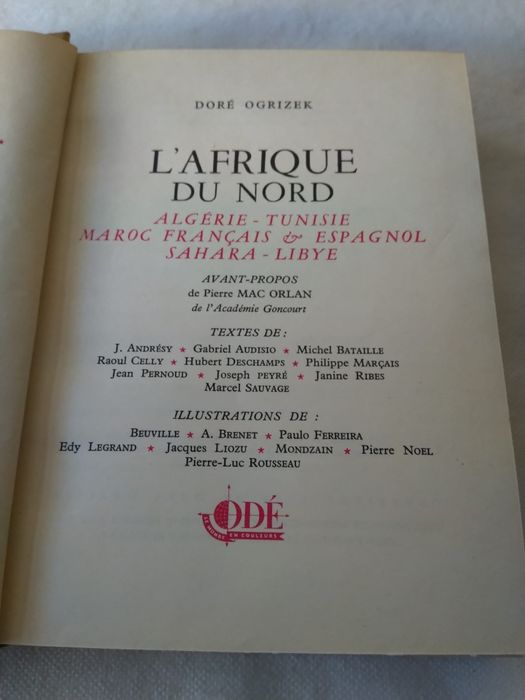 DORÉ OGRIZEK
L'AFRIQUE
DU NORD
ALGÉRIE - TUNISIE
MAROC FRANÇAIS & ESPAGNOL
SAHARA - LIBYE
AVANT-PROPOS
de Pierre MAC ORLAN
de l'Académie Goncourt
TEXTES DE :
J. ANDRÉSY ★ Gabriel AUDISIO ★ Michel BATAILLE
Raoul CELLY ★ Hubert DESCHAMPS ★ Philippe MARÇAIS
Jean PERNOUD ★ Joseph PEYRÉ ★ Janine RIBES
Marcel SAUVAGE
ILLUSTRATIONS DE :
BEUVILLE ★ A. BRENET ★ Paulo FERREIRA
Edy LEGRAND ★ Jacques LIOZU ★ MONDZAIN ★ Pierre NOEL
Pierre-Luc ROUSSEAU
ODÉ
LE MONDE EN COULEURS